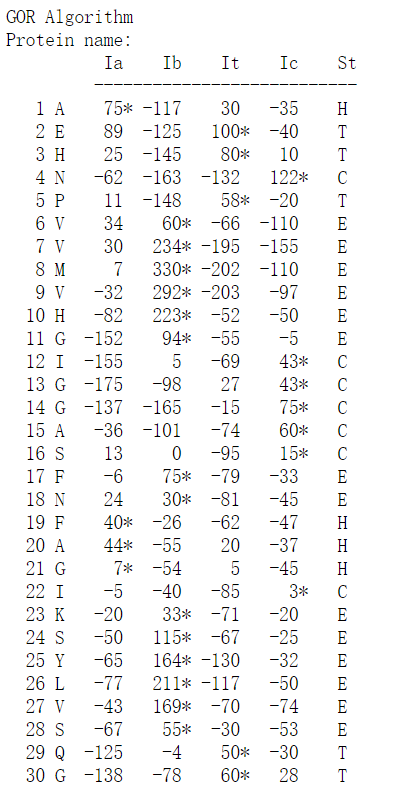 GOR Algorithm
Protein name:
Ia Ib It Ic St
----------------------------
1 A 75* -117 30 -35 H
2 E 89 -125 100* -40 T
3 H 25 -145 80* 10 T
4 N -62 -163 -132 122* C
5 P 11 -148 58* -20 T
6 V 34 60* -66 -110 E
7 V 30 234* -195 -155 E
8 M 7 330* -202 -110 E
9 V -32 292* -203 -97 E
10 H -82 223* -52 -50 E
11 G -152 94* -55 -5 E
12 I -155 5 -69 43* C
13 G -175 -98 27 43* C
14 G -137 -165 -15 75* C
15 A -36 -101 -74 60* C
16 S 13 0 -95 15* C
17 F -6 75* -79 -33 E
18 N 24 30* -81 -45 E
19 F 40* -26 -62 -47 H
20 A 44* -55 20 -37 H
21 G 7* -54 5 -45 H
22 I -5 -40 -85 3* C
23 K -20 33* -71 -20 E
24 S -50 115* -67 -25 E
25 Y -65 164* -130 -32 E
26 L -77 211* -117 -50 E
27 V -43 169* -70 -74 E
28 S -67 55* -30 -53 E
29 Q -125 -4 50* -30 T
30 G -138 -78 60* 28 T